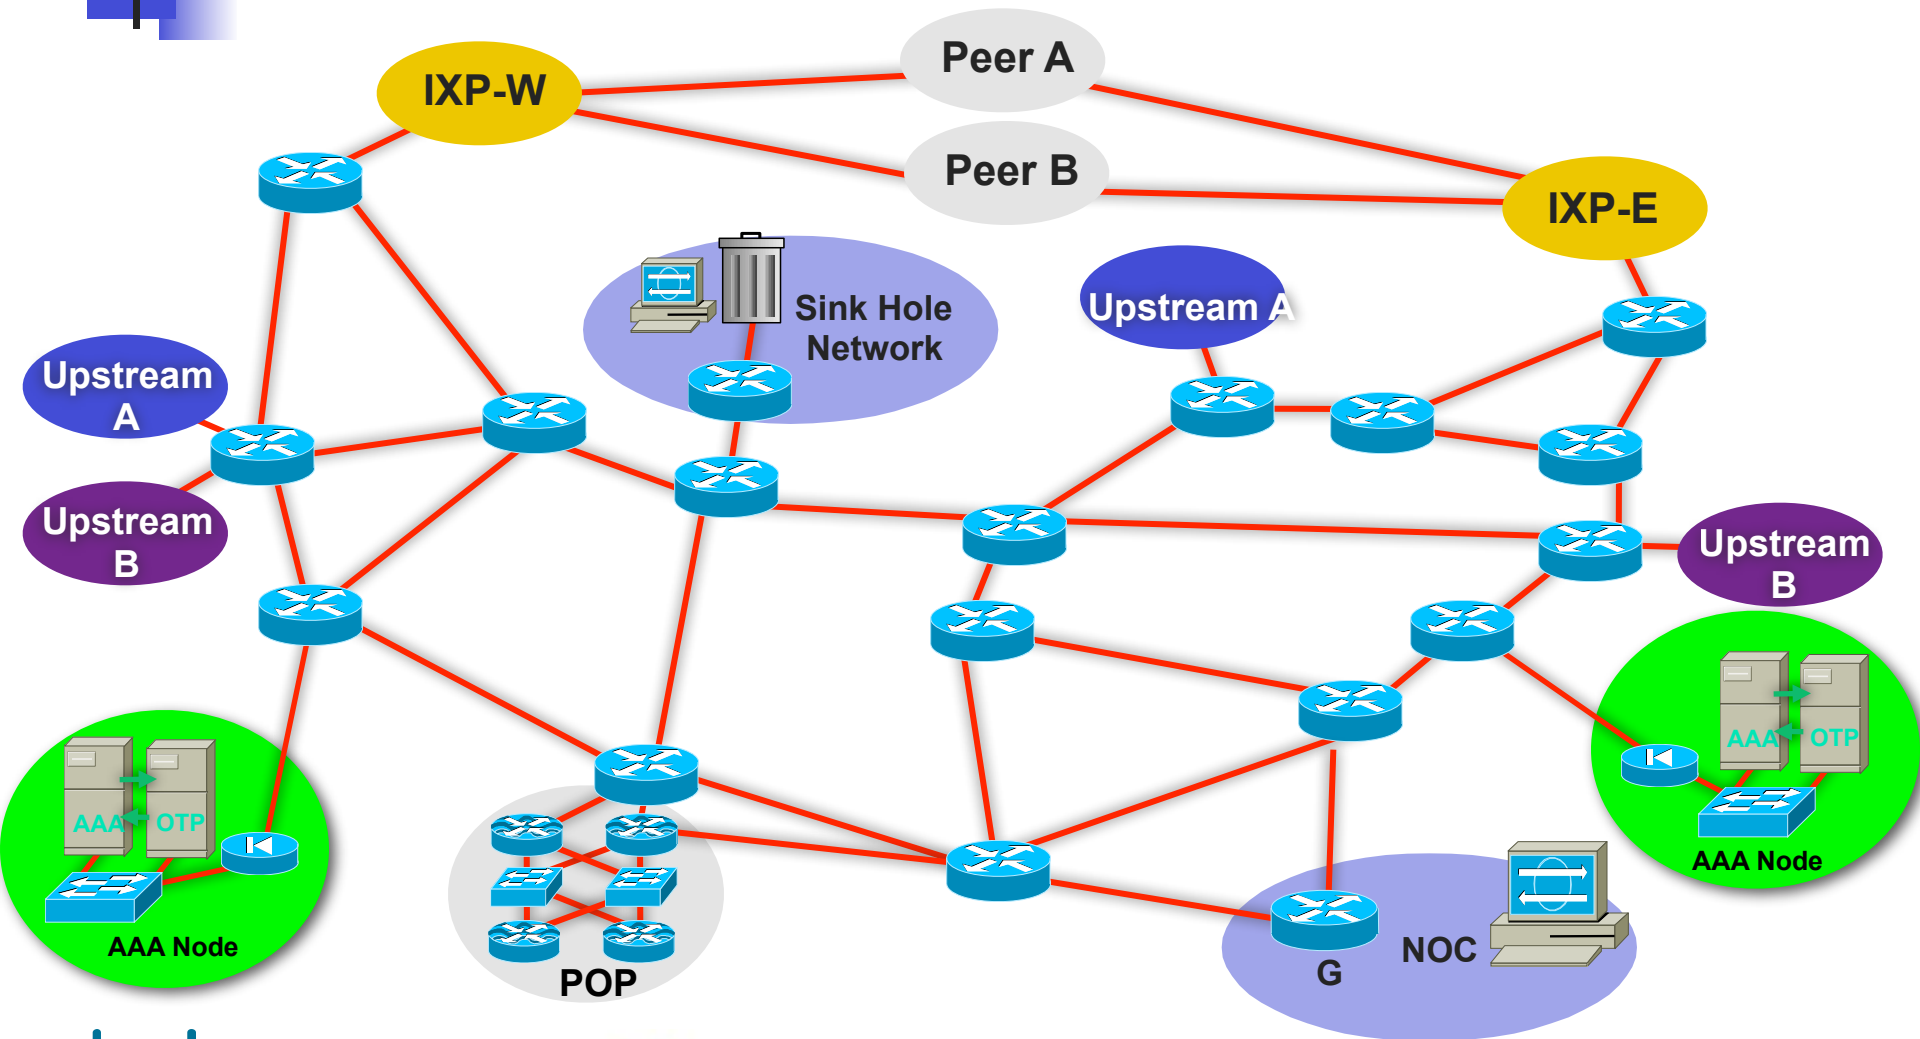 Peer A
IXP-W
Peer B
IXP-E
Sink Hole
Network
Upstream A
Upstream
A
Upstream
B
Upstream
B
AAA
OTP
AAA Node
AAA
OTP
AAA Node
POP
NOC
G